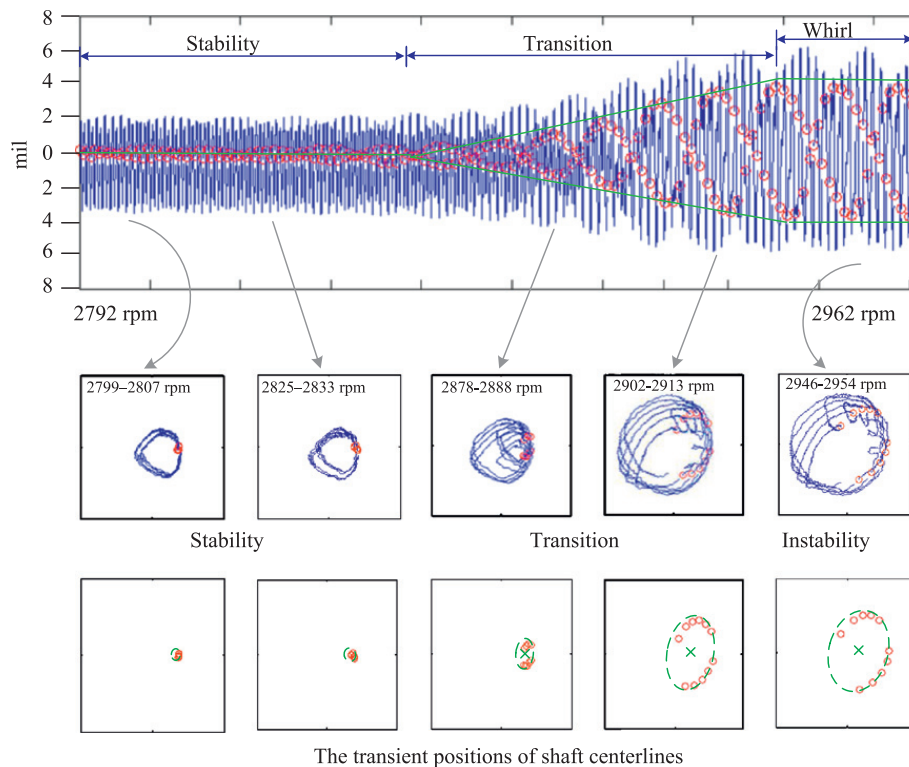 8
6
4
2
0
2
4
6
8
mil
Stability
Transition
Whirl
2792 rpm
2962 rpm
2799–2807 rpm
2825–2833 rpm
2878-2888 rpm
2902-2913 rpm
2946-2954 rpm
Stability
Transition
Instability
The transient positions of shaft centerlines